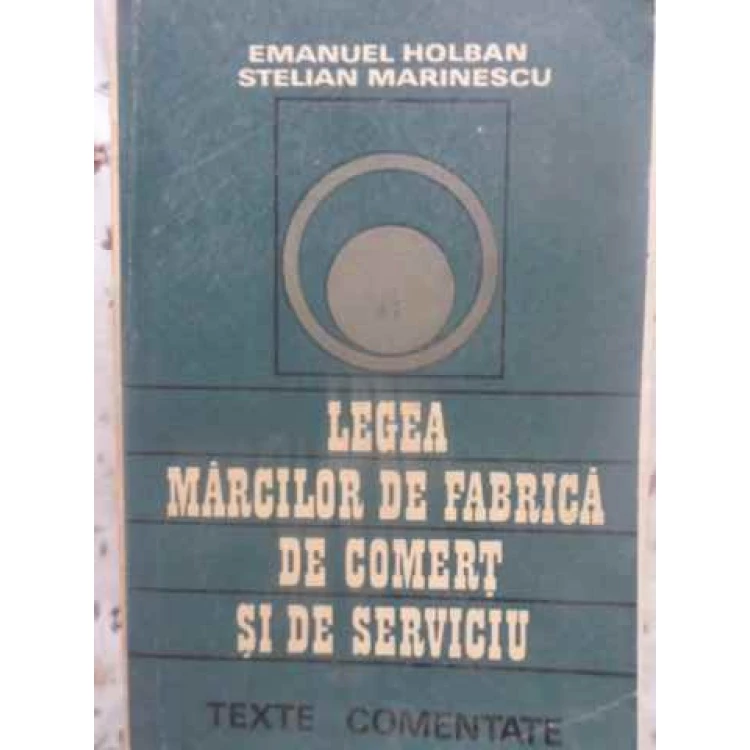 EMANUEL HOLBAN
STELIAN MARINESCU
LEGEA
MĂRCILOR DE FABRICĂ
DE COMERȚ
ȘI DE SERVICIU
TEXTE COMENTATE